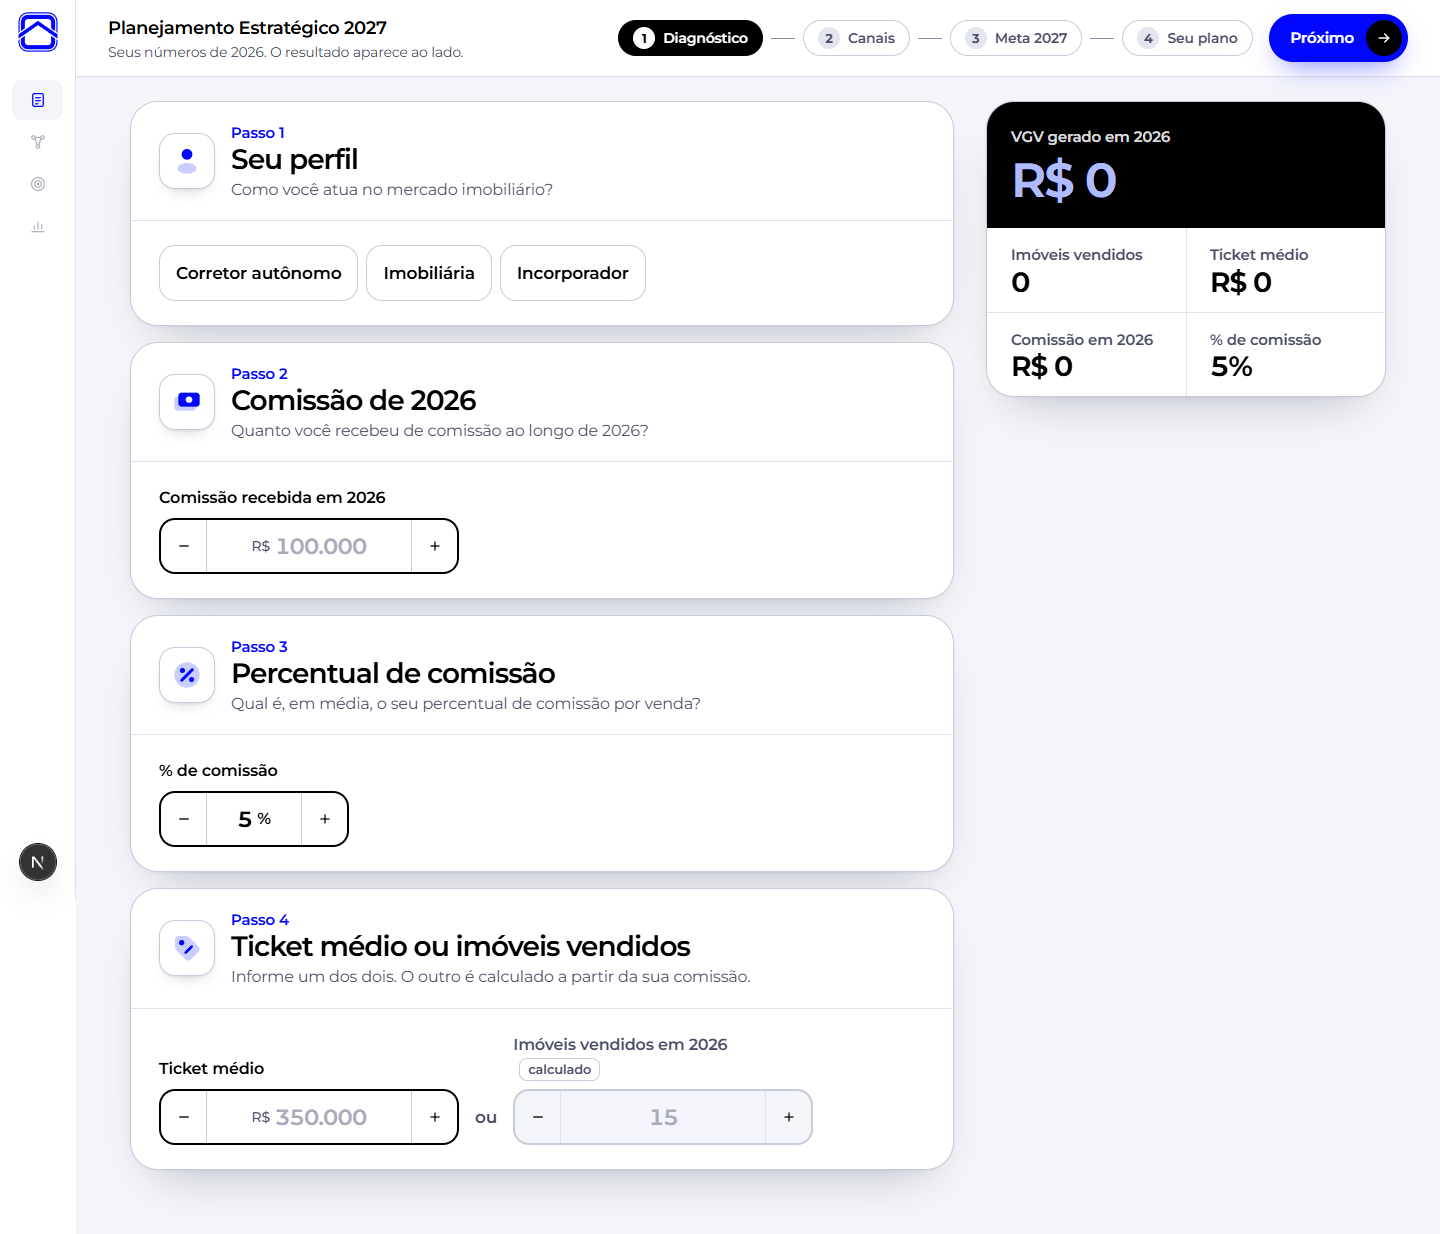 Planejamento Estratégico 2027
Seus números de 2026. O resultado aparece ao lado.
1 Diagnóstico
2 Canais
3 Meta 2027
4 Seu plano
Próximo
Passo 1
Seu perfil
Como você atua no mercado imobiliário?
Corretor autônomo
Imobiliária
Incorporador
Passo 2
Comissão de 2026
Quanto você recebeu de comissão ao longo de 2026?
Comissão recebida em 2026
− R$ 100.000 +
Passo 3
Percentual de comissão
Qual é, em média, o seu percentual de comissão por venda?
% de comissão
− 5 % +
Passo 4
Ticket médio ou imóveis vendidos
Informe um dos dois. O outro é calculado a partir da sua comissão.
Ticket médio
− R$ 350.000 +
ou
Imóveis vendidos em 2026
calculado
− 15 +
VGV gerado em 2026
R$ 0
Imóveis vendidos
0
Ticket médio
R$ 0
Comissão em 2026
R$ 0
% de comissão
5%
N